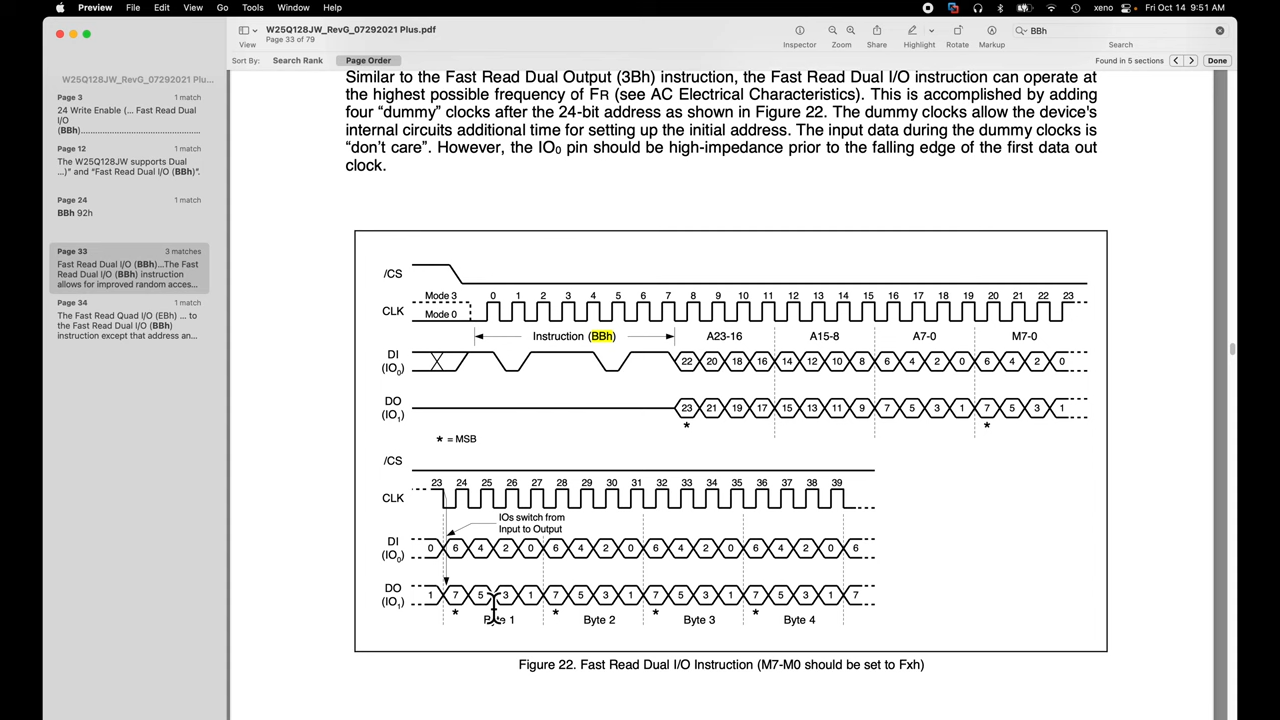 Preview File Edit View Go Tools Window Help xeno Fri Oct 14 9:51 AM
W25Q128JW_RevG_07292021 Plus.pdf
Page 33 of 79
View Inspector Zoom Share Highlight Rotate Markup Search
BBh
Sort By: Search Rank Page Order Found in 5 sections Done
W25Q128JW_RevG_07292021 Plu...
Page 3 1 match
24 Write Enable (... Fast Read Dual
I/O
(BBh)....................................................
Page 12 1 match
The W25Q128JW supports Dual
...)" and "Fast Read Dual I/O (BBh)".
Page 24 1 match
BBh 92h
Page 33 3 matches
Fast Read Dual I/O (BBh)...The Fast
Read Dual I/O (BBh) instruction
allows for improved random acces...
Page 34 1 match
The Fast Read Quad I/O (EBh) ... to
the Fast Read Dual I/O (BBh)
instruction except that address an...
Similar to the Fast Read Dual Output (3Bh) instruction, the Fast Read Dual I/O instruction can operate at
the highest possible frequency of FR (see AC Electrical Characteristics). This is accomplished by adding
four “dummy” clocks after the 24-bit address as shown in Figure 22. The dummy clocks allow the device's
internal circuits additional time for setting up the initial address. The input data during the dummy clocks is
“don't care”. However, the IO0 pin should be high-impedance prior to the falling edge of the first data out
clock.
/CS
Mode 3 0 1 2 3 4 5 6 7 8 9 10 11 12 13 14 15 16 17 18 19 20 21 22 23
CLK
Mode 0
Instruction (BBh) A23-16 A15-8 A7-0 M7-0
DI
(IO0)
22 20 18 16 14 12 10 8 6 4 2 0 6 4 2 0
DO
(IO1)
23 21 19 17 15 13 11 9 7 5 3 1 7 5 3 1
* *
* = MSB
/CS
23 24 25 26 27 28 29 30 31 32 33 34 35 36 37 38 39
CLK
IOs switch from
Input to Output
DI
(IO0)
0 6 4 2 0 6 4 2 0 6 4 2 0 6 4 2 0 6
DO
(IO1)
1 7 5 3 1 7 5 3 1 7 5 3 1 7 5 3 1 7
* * * *
Byte 1 Byte 2 Byte 3 Byte 4
Figure 22. Fast Read Dual I/O Instruction (M7-M0 should be set to Fxh)